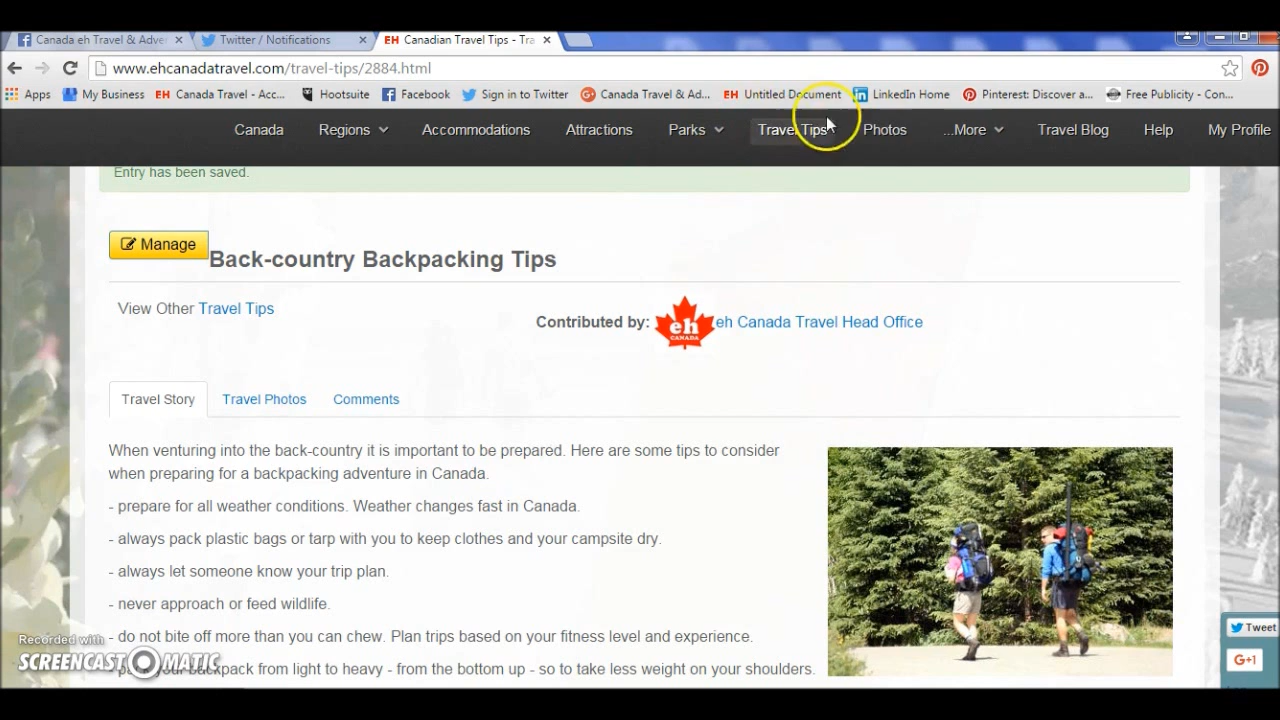 Canada eh Travel & Adve
Twitter / Notifications
EH Canadian Travel Tips - Tra
www.ehcanadatravel.com/travel-tips/2884.html
Apps My Business EH Canada Travel - Acc... Hootsuite Facebook Sign in to Twitter Canada Travel & Ad... EH Untitled Document LinkedIn Home Pinterest: Discover a... Free Publicity - Con...
Canada Regions Accommodations Attractions Parks Travel Tips Photos ...More Travel Blog Help My Profile
Entry has been saved.
Manage
Back-country Backpacking Tips
View Other Travel Tips
Contributed by: eh CANADA eh Canada Travel Head Office
Travel Story Travel Photos Comments
When venturing into the back-country it is important to be prepared. Here are some tips to consider
when preparing for a backpacking adventure in Canada.
- prepare for all weather conditions. Weather changes fast in Canada.
- always pack plastic bags or tarp with you to keep clothes and your campsite dry.
- always let someone know your trip plan.
- never approach or feed wildlife.
- do not bite off more than you can chew. Plan trips based on your fitness level and experience.
backpack from light to heavy - from the bottom up - so to take less weight on your shoulders.
Tweet
G+1
Recorded with
SCREENCAST-O-MATIC